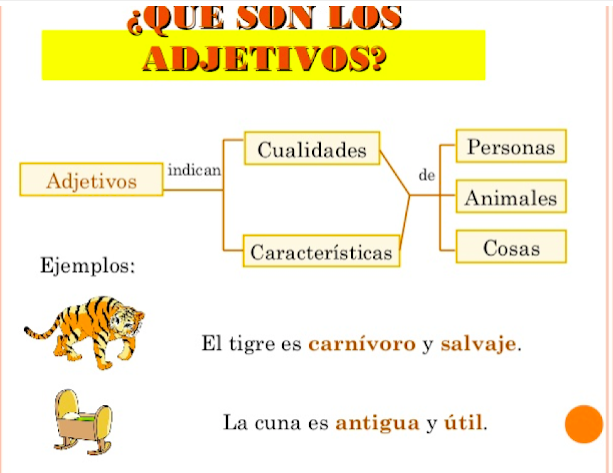 ¿QUE SON LOS
ADJETIVOS?
Adjetivos
indican
Cualidades
Características
de
Personas
Animales
Cosas
Ejemplos:
El tigre es carnívoro y salvaje.
La cuna es antigua y útil.